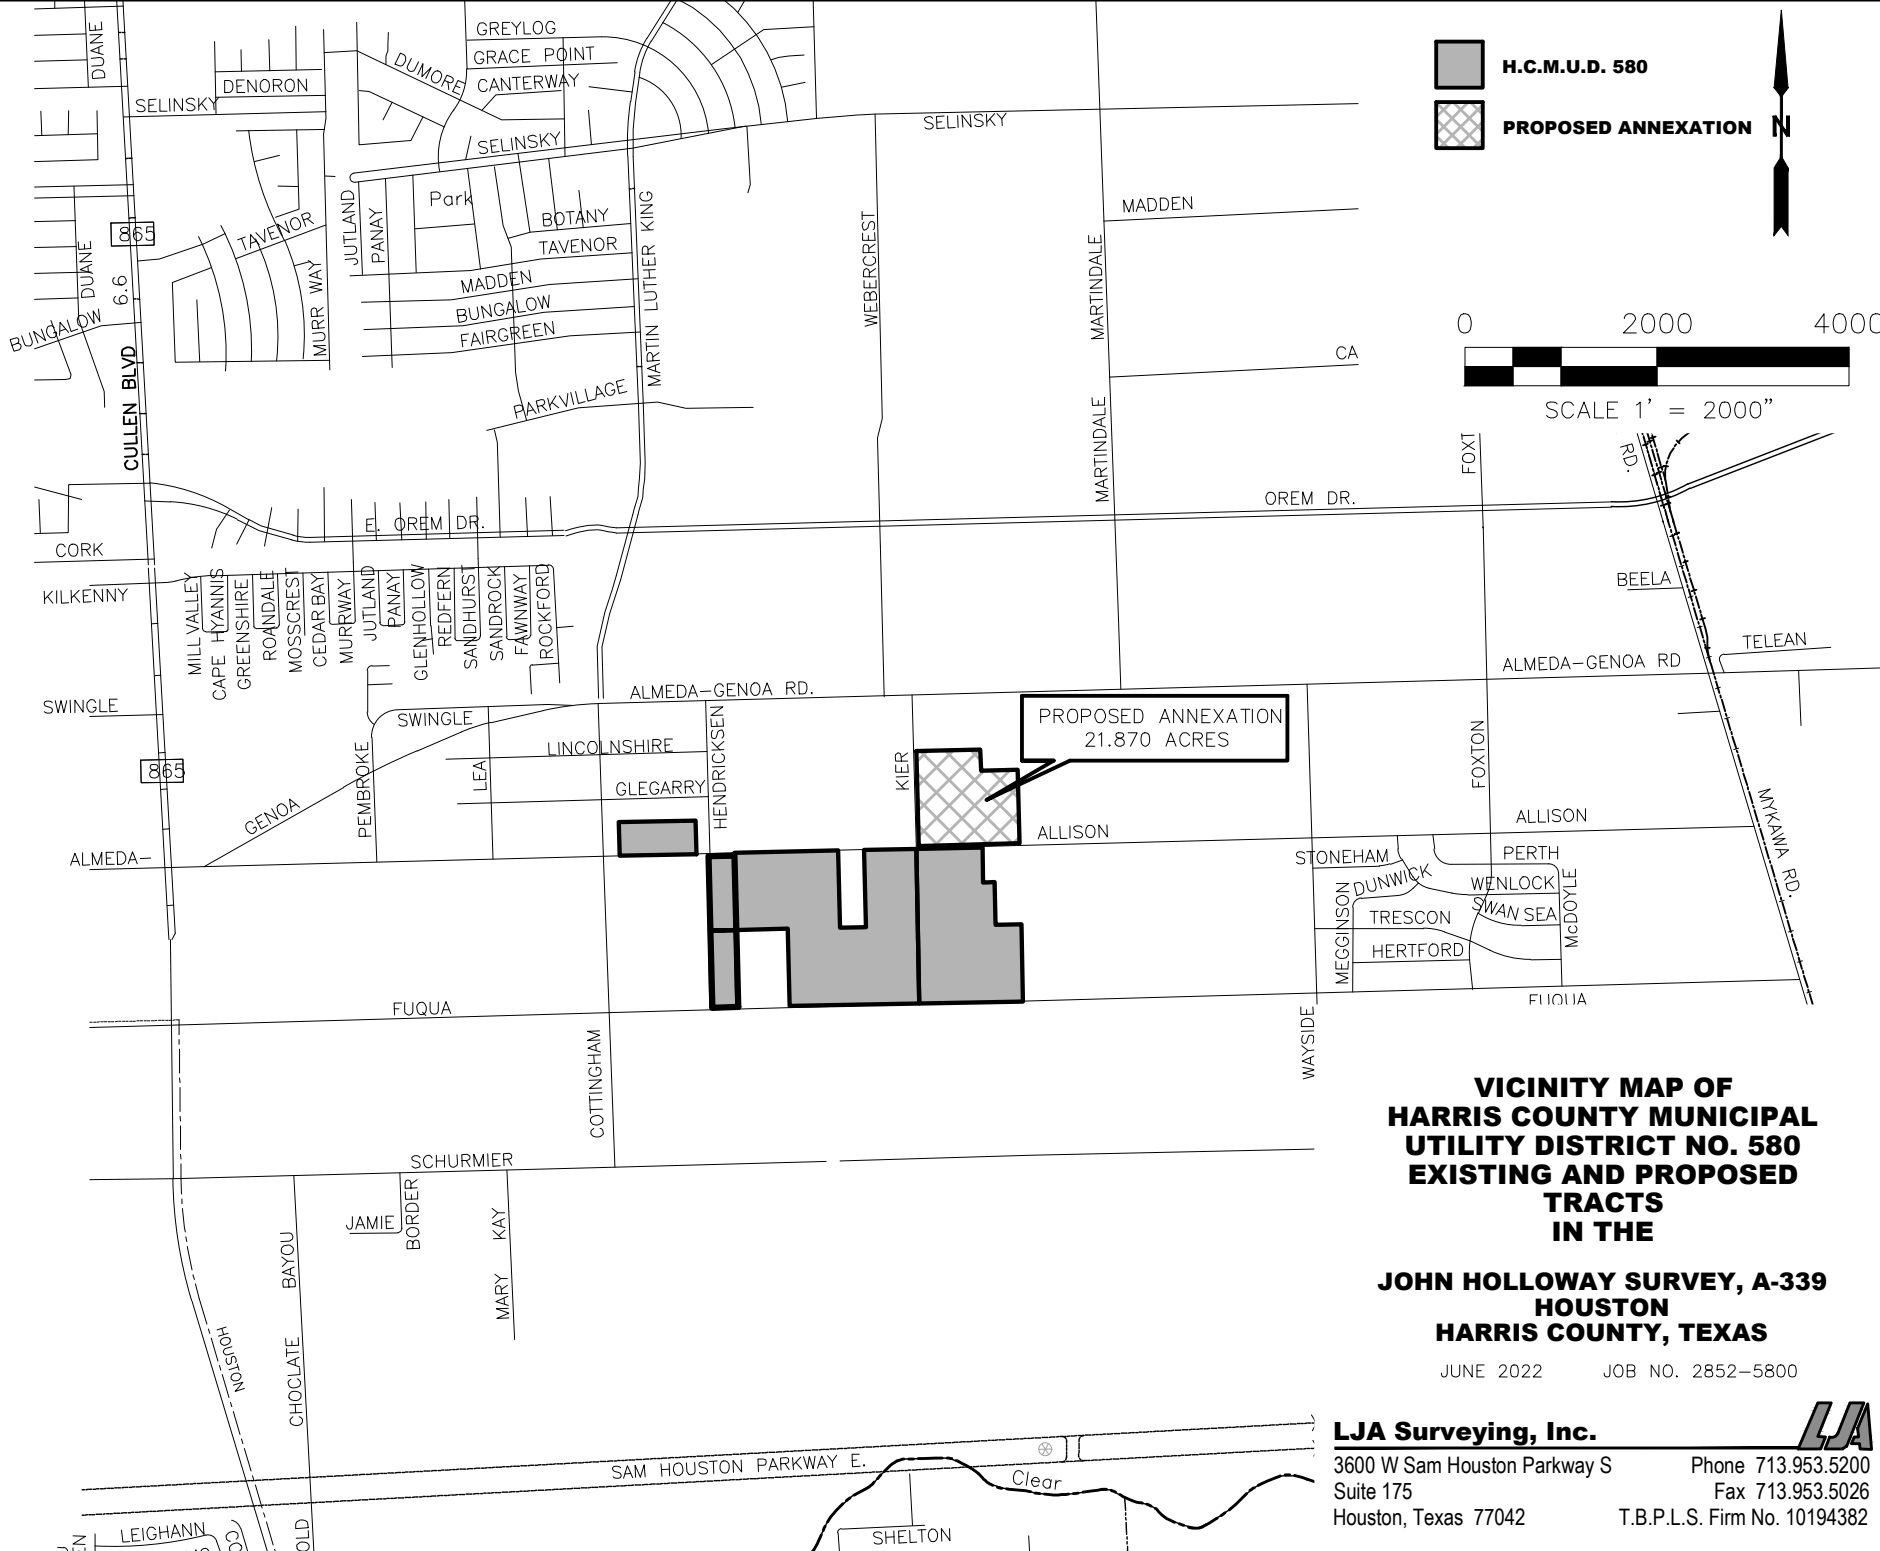 GREYLOG
GRACE POINT
CANTERWAY
DUMORE
DUANE
DENORON
SELINSKY
SELINSKY
SELINSKY
H.C.M.U.D. 580
PROPOSED ANNEXATION
N
865
TAVENOR
DUANE
6.6
BUNGALOW
CULLEN BLVD
MURR WAY
JUTLAND
PANAY
Park
BOTANY
TAVENOR
MADDEN
BUNGALOW
FAIRGREEN
MARTIN LUTHER KING
PARKVILLAGE
WEBERCREST
MARTINDALE
MARTINDALE
MADDEN
CA
0 2000 4000
SCALE 1' = 2000"
FOXT
RD.
OREM DR.
E. OREM DR.
CORK
KILKENNY
MILL VALLEY
CAPE HYANNIS
GREENSHIRE
ROANDALE
MOSSCREST
CEDAR BAY
MURRWAY
JUTLAND
PANAY
GLENHOLLOW
REDFERN
SANDHURST
SANDROCK
FAWNWAY
ROCKFORD
BEELA
TELEAN
ALMEDA-GENOA RD
ALMEDA-GENOA RD.
SWINGLE
SWINGLE
LINCOLNSHIRE
GLEGARRY
HENDRICKSEN
KIER
PROPOSED ANNEXATION
21.870 ACRES
865
PEMBROKE
LEA
GENOA
ALMEDA-
FOXTON
ALLISON
ALLISON
MYKAWA RD.
STONEHAM
DUNWICK
PERTH
WENLOCK
SWAN SEA
TRESCON
HERTFORD
MEGGINSON
McDOYLE
FUQUA
FUQUA
COTTINGHAM
WAYSIDE
SCHURMIER
JAMIE
BORDER
MARY KAY
CHOCLATE BAYOU
HOUSTON
OLD
SAM HOUSTON PARKWAY E.
Clear
SHELTON
LEIGHANN
VICINITY MAP OF
HARRIS COUNTY MUNICIPAL
UTILITY DISTRICT NO. 580
EXISTING AND PROPOSED
TRACTS
IN THE
JOHN HOLLOWAY SURVEY, A-339
HOUSTON
HARRIS COUNTY, TEXAS
JUNE 2022 JOB NO. 2852-5800
LJA Surveying, Inc.
LJA
3600 W Sam Houston Parkway S Phone 713.953.5200
Suite 175 Fax 713.953.5026
Houston, Texas 77042 T.B.P.L.S. Firm No. 10194382